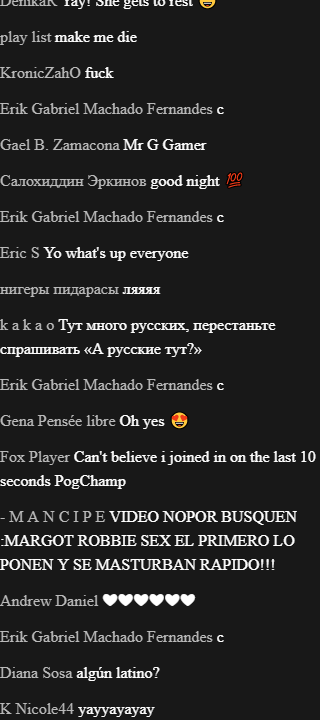 DenikaR Yay! She gets to rest 😄
play list make me die
KronicZahO fuck
Erik Gabriel Machado Fernandes c
Gael B. Zamacona Mr G Gamer
Салохиддин Эркинов good night 💯
Erik Gabriel Machado Fernandes c
Eric S Yo what's up everyone
нигеры пидарасы ляяяя
k a k a o Тут много русских, перестаньте
спрашивать «А русские тут?»
Erik Gabriel Machado Fernandes c
Gena Pensée libre Oh yes 😍
Fox Player Can't believe i joined in on the last 10
seconds PogChamp
- M A N C I P E VIDEO NOPOR BUSQUEN
:MARGOT ROBBIE SEX EL PRIMERO LO
PONEN Y SE MASTURBAN RAPIDO!!!
Andrew Daniel 🤍🤍🤍🤍🤍🤍
Erik Gabriel Machado Fernandes c
Diana Sosa algún latino?
K Nicole44 yayyayayay